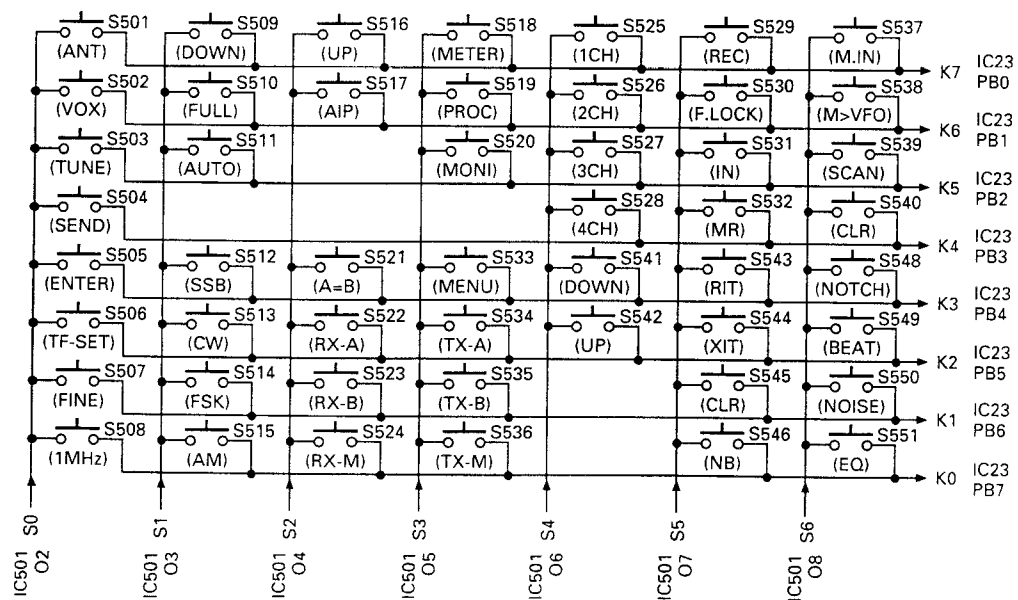 S501 S509 S516 S518 S525 S529 S537
(ANT) (DOWN) (UP) (METER) (1CH) (REC) (M.IN)
K7 IC23 PB0
S502 S510 S517 S519 S526 S530 S538
(VOX) (FULL) (AIP) (PROC) (2CH) (F.LOCK) (M>VFO)
K6 IC23 PB1
S503 S511 S520 S527 S531 S539
(TUNE) (AUTO) (MONI) (3CH) (IN) (SCAN)
K5 IC23 PB2
S504 S528 S532 S540
(SEND) (4CH) (MR) (CLR)
K4 IC23 PB3
S505 S512 S521 S533 S541 S543 S548
(ENTER) (SSB) (A=B) (MENU) (DOWN) (RIT) (NOTCH)
K3 IC23 PB4
S506 S513 S522 S534 S542 S544 S549
(TF-SET) (CW) (RX-A) (TX-A) (UP) (XIT) (BEAT)
K2 IC23 PB5
S507 S514 S523 S535 S545 S550
(FINE) (FSK) (RX-B) (TX-B) (CLR) (NOISE)
K1 IC23 PB6
S508 S515 S524 S536 S546 S551
(1MHz) (AM) (RX-M) (TX-M) (NB) (EQ)
K0 IC23 PB7
S0 S1 S2 S3 S4 S5 S6
IC501 IC501 IC501 IC501 IC501 IC501 IC501
O2 O3 O4 O5 O6 O7 O8